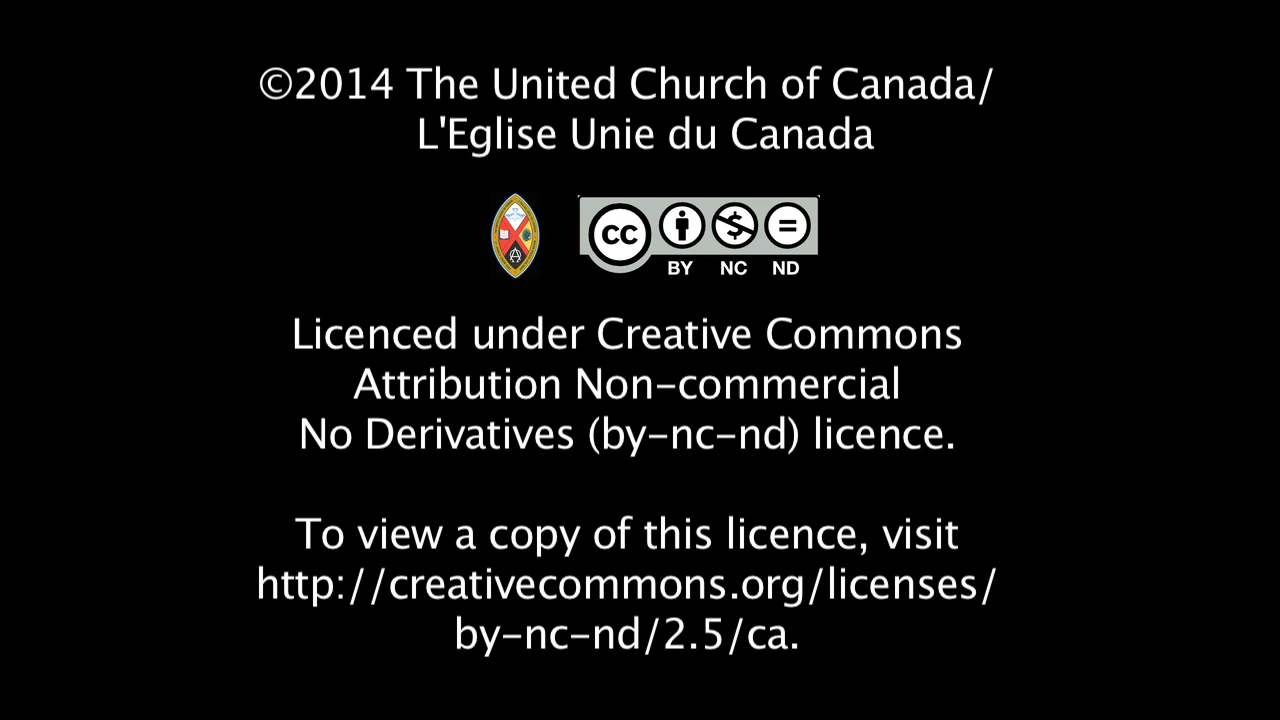 ©2014 The United Church of Canada/
L'Eglise Unie du Canada
cc
BY NC ND
Licenced under Creative Commons
Attribution Non-commercial
No Derivatives (by-nc-nd) licence.
To view a copy of this licence, visit
http://creativecommons.org/licenses/
by-nc-nd/2.5/ca.